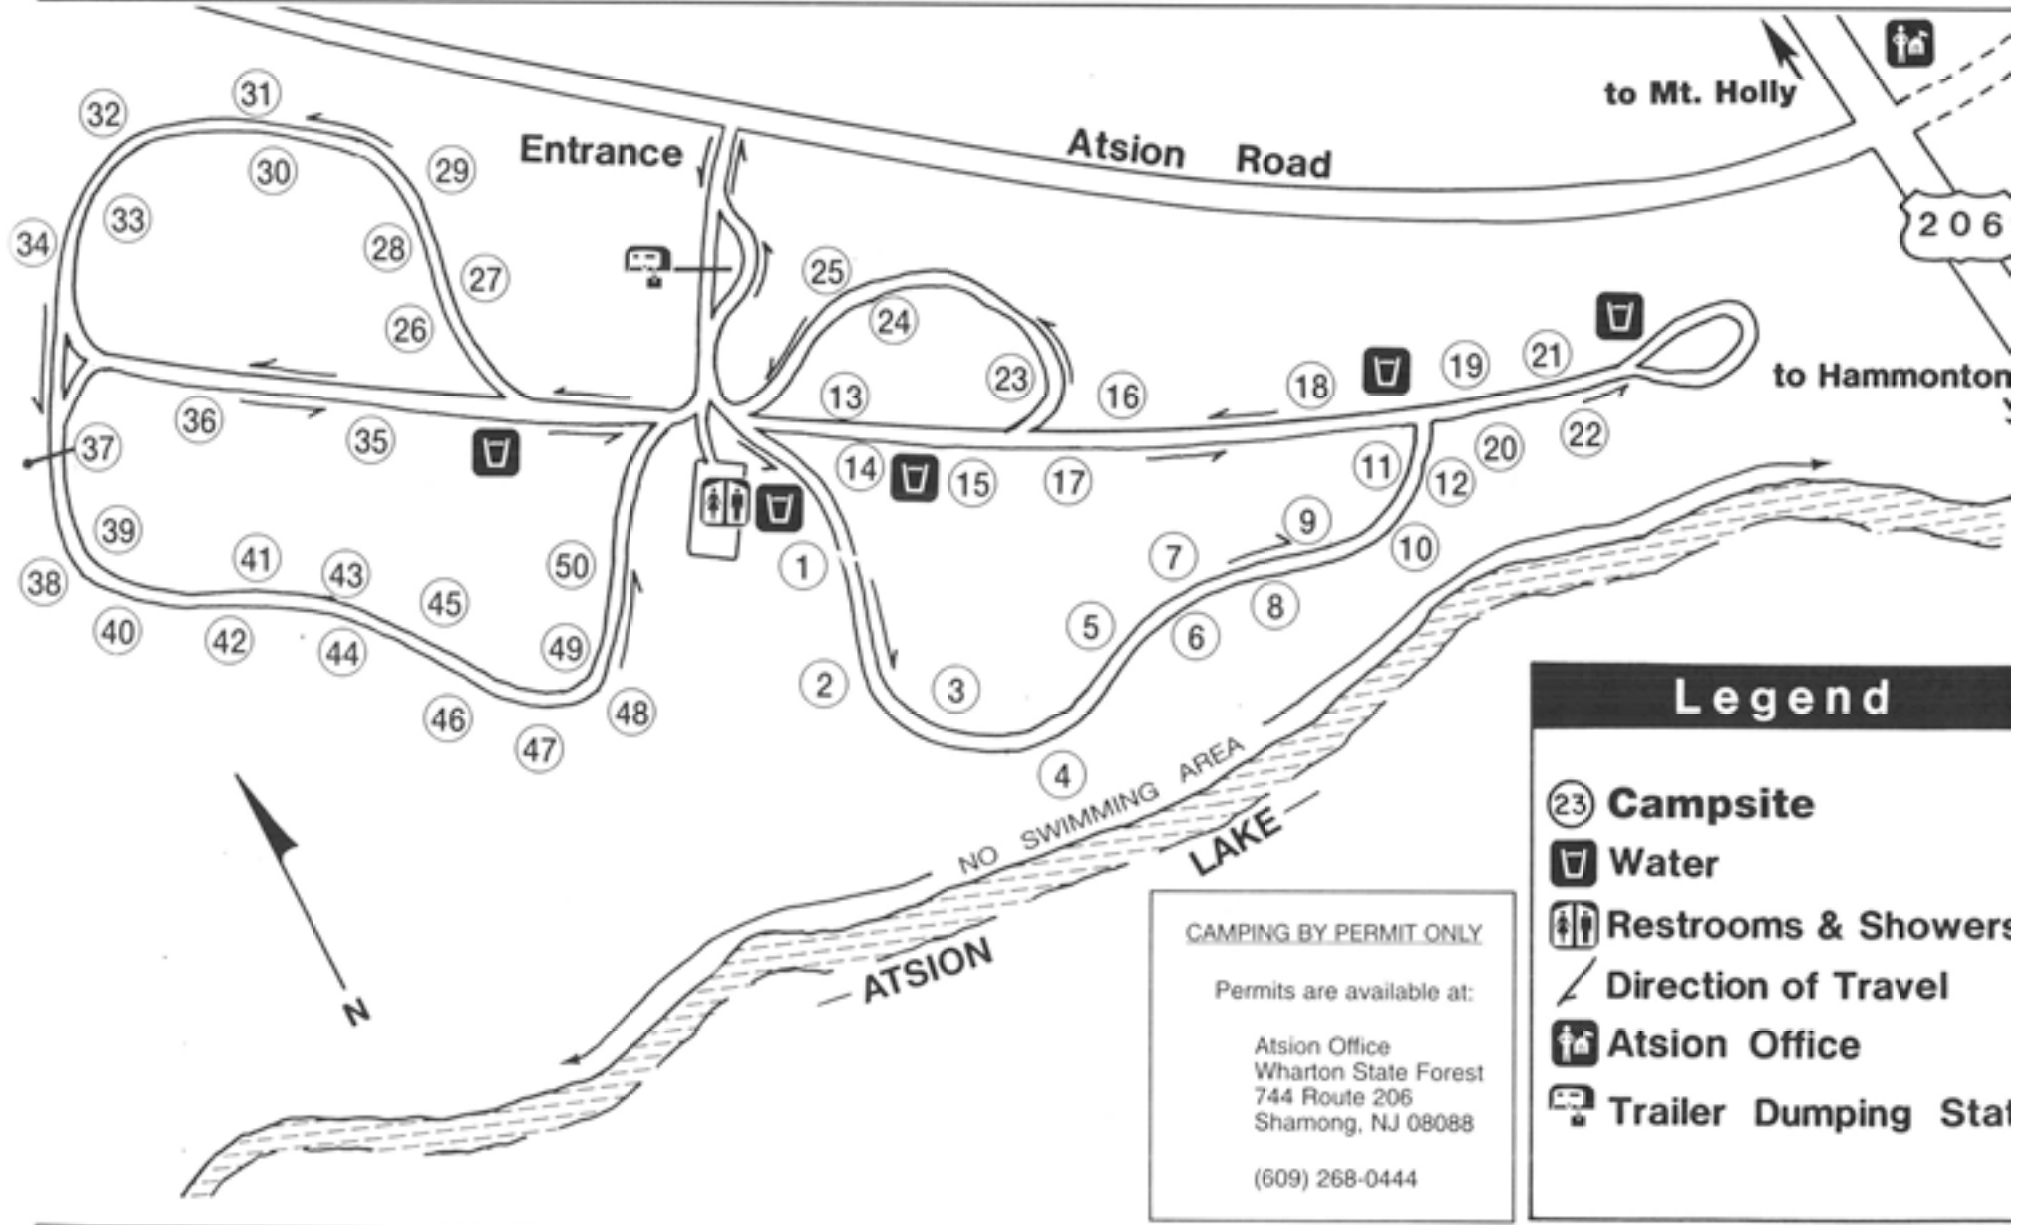 to Mt. Holly
Entrance
Atsion Road
206
to Hammonton
31
32
30
29
33
34
28
27
26
25
24
23
13
16
18
19
21
36
35
37
14
15
17
11
12
20
22
39
38
40
41
42
43
44
45
46
47
48
49
50
1
2
3
4
5
6
7
8
9
10
NO SWIMMING AREA
ATSION LAKE
N
CAMPING BY PERMIT ONLY
Permits are available at:
Atsion Office
Wharton State Forest
744 Route 206
Shamong, NJ 08088
(609) 268-0444
Legend
23 Campsite
Water
Restrooms & Showers
Direction of Travel
Atsion Office
Trailer Dumping Stat